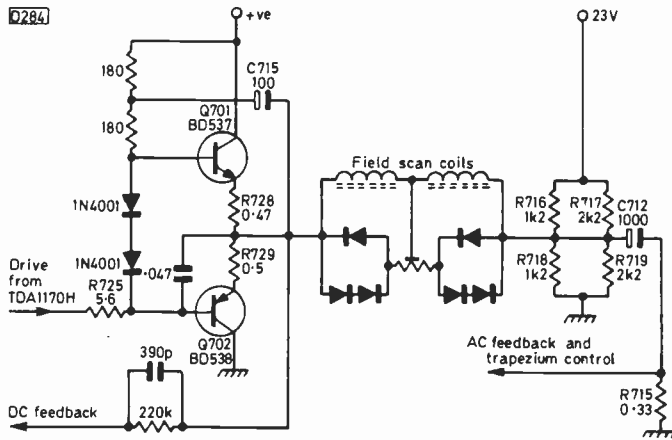 D284
+ve
23V
180
C715
100
Q701
BD537
180
Field scan coils
1N4001
R728
0·47
R716
1k2
R717
2k2
C712
1000
1N4001
·047
R729
0·5
R718
1k2
R719
2k2
Drive
from
TDA1170H
R725
5·6
Q702
BD538
390p
AC feedback and
trapezium control
R715
0·33
DC feedback
220k